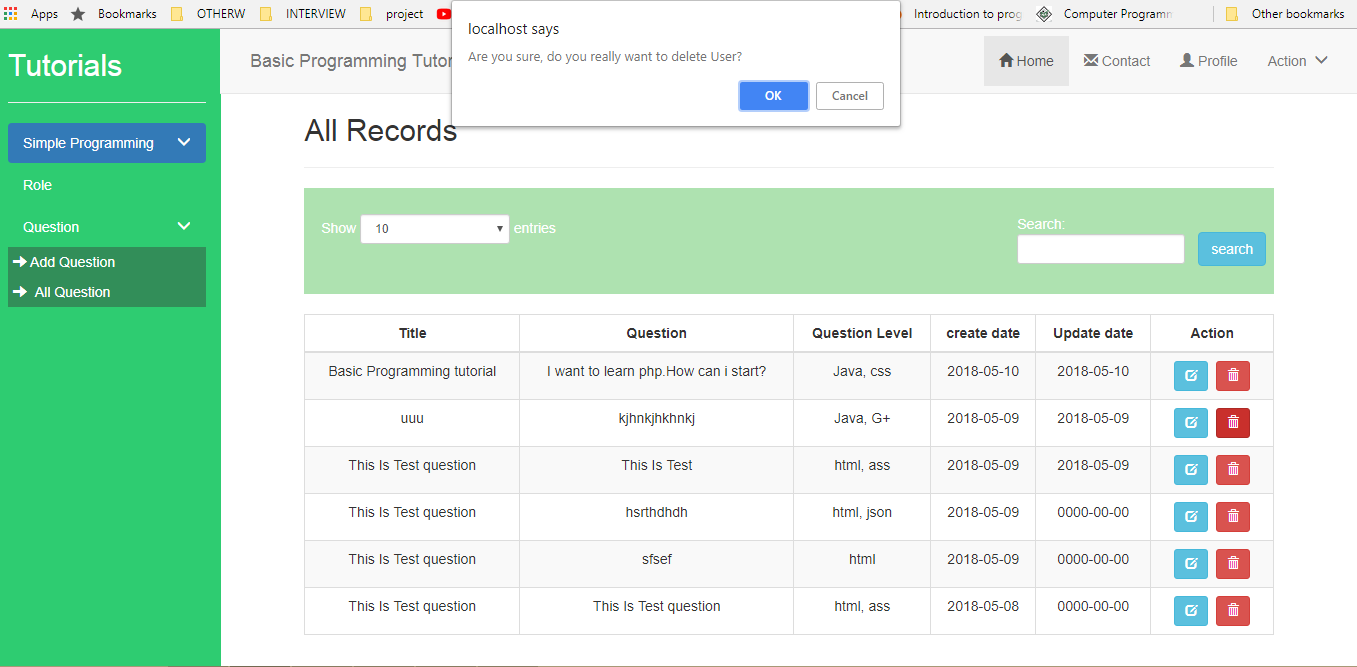 Apps Bookmarks OTHERW INTERVIEW project Introduction to prog Computer Programm Other bookmarks
localhost says
Are you sure, do you really want to delete User?
OK Cancel
Tutorials
Basic Programming Tutor
Home Contact Profile Action
All Records
Simple Programming
Role
Question
Add Question
All Question
Show 10 entries
Search:
search
Title Question Question Level create date Update date Action
Basic Programming tutorial I want to learn php.How can i start? Java, css 2018-05-10 2018-05-10
uuu kjhnkjhkhnkj Java, G+ 2018-05-09 2018-05-09
This Is Test question This Is Test html, ass 2018-05-09 2018-05-09
This Is Test question hsrthdhdh html, json 2018-05-09 0000-00-00
This Is Test question sfsef html 2018-05-09 0000-00-00
This Is Test question This Is Test question html, ass 2018-05-08 0000-00-00